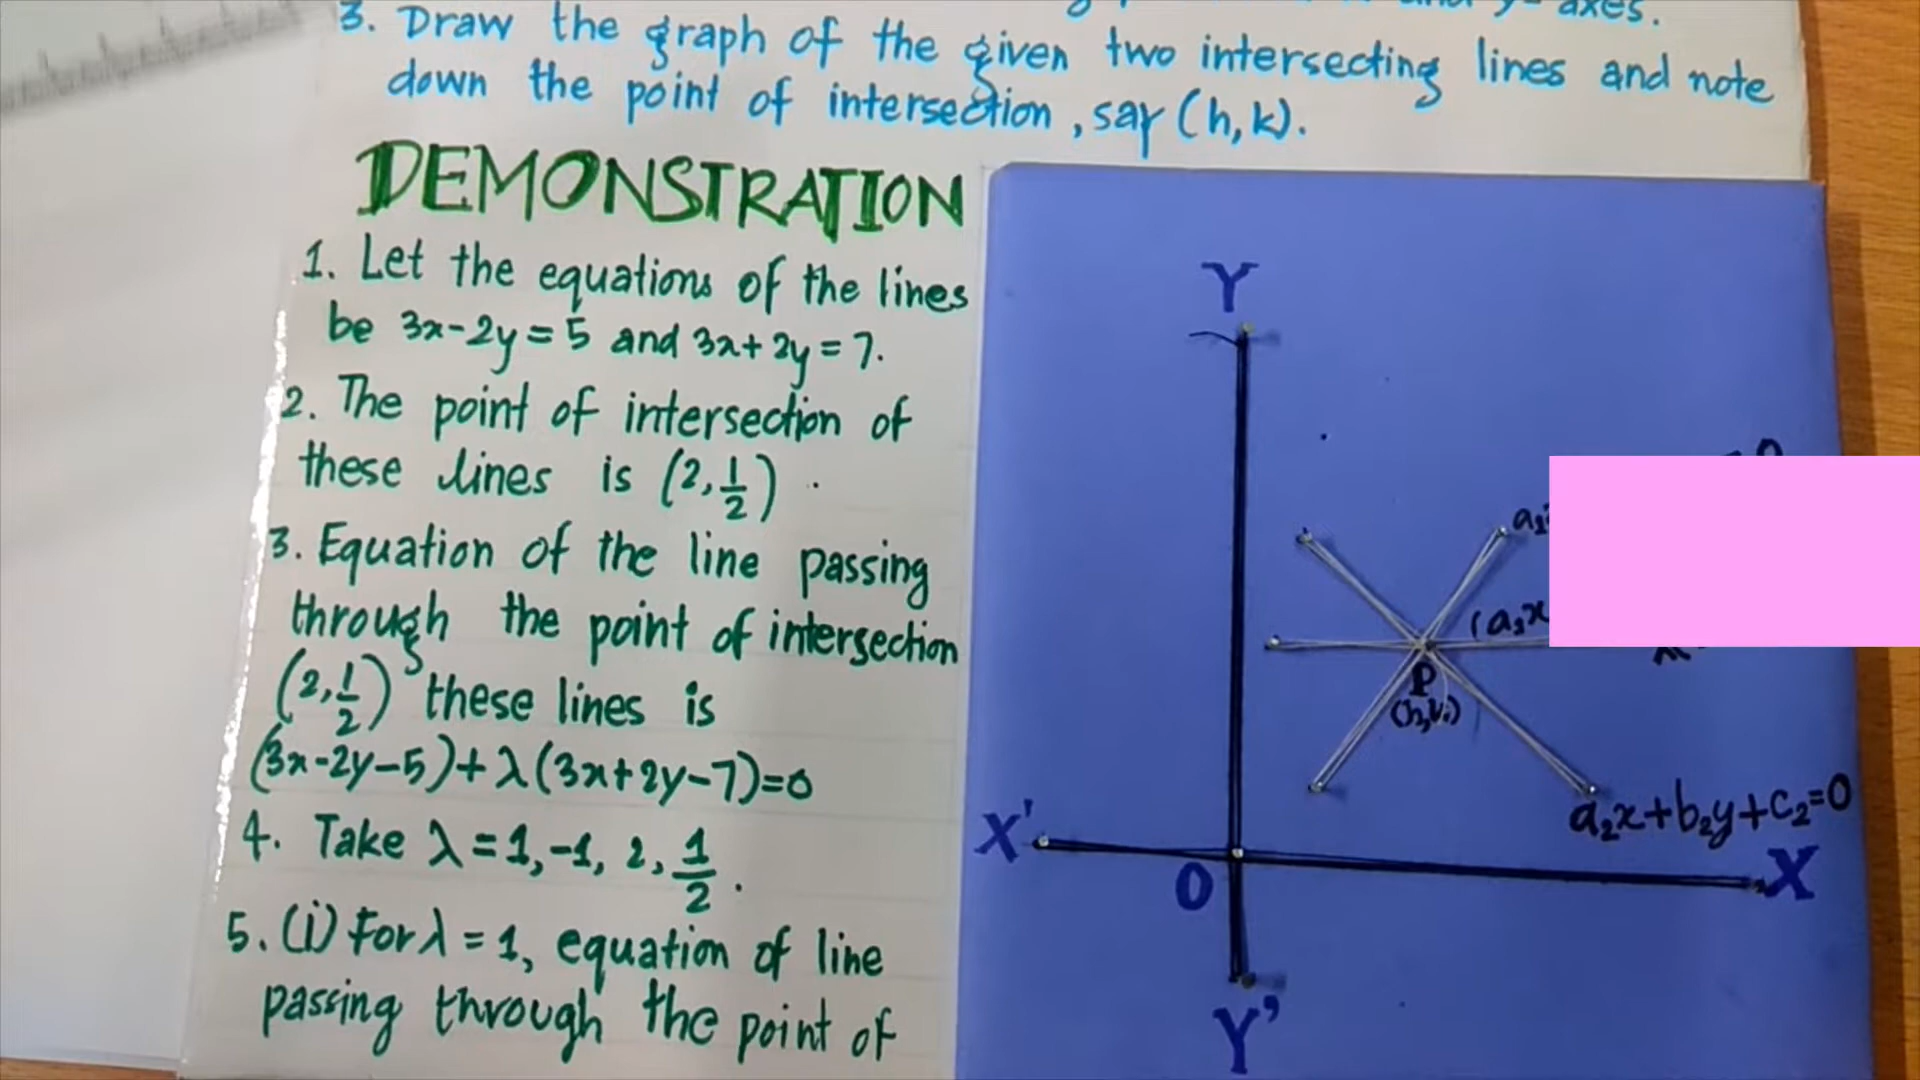 y-axes.
3. Draw the graph of the given two intersecting lines and note
down the point of intersection, say (h,k).
DEMONSTRATION
1. Let the equations of the lines
be 3x-2y=5 and 3x+2y=7.
2. The point of intersection of
these lines is (2,1/2).
3. Equation of the line passing
through the point of intersection
(2,1/2) these lines is
(3x-2y-5)+λ(3x+2y-7)=0
4. Take λ=1,-1, 2, 1/2.
5. (i) For λ=1, equation of line
passing through the point of
Y
a₁
(a₁x
P
a₂x+b₂y+c₂=0
X'
O
X
Y'